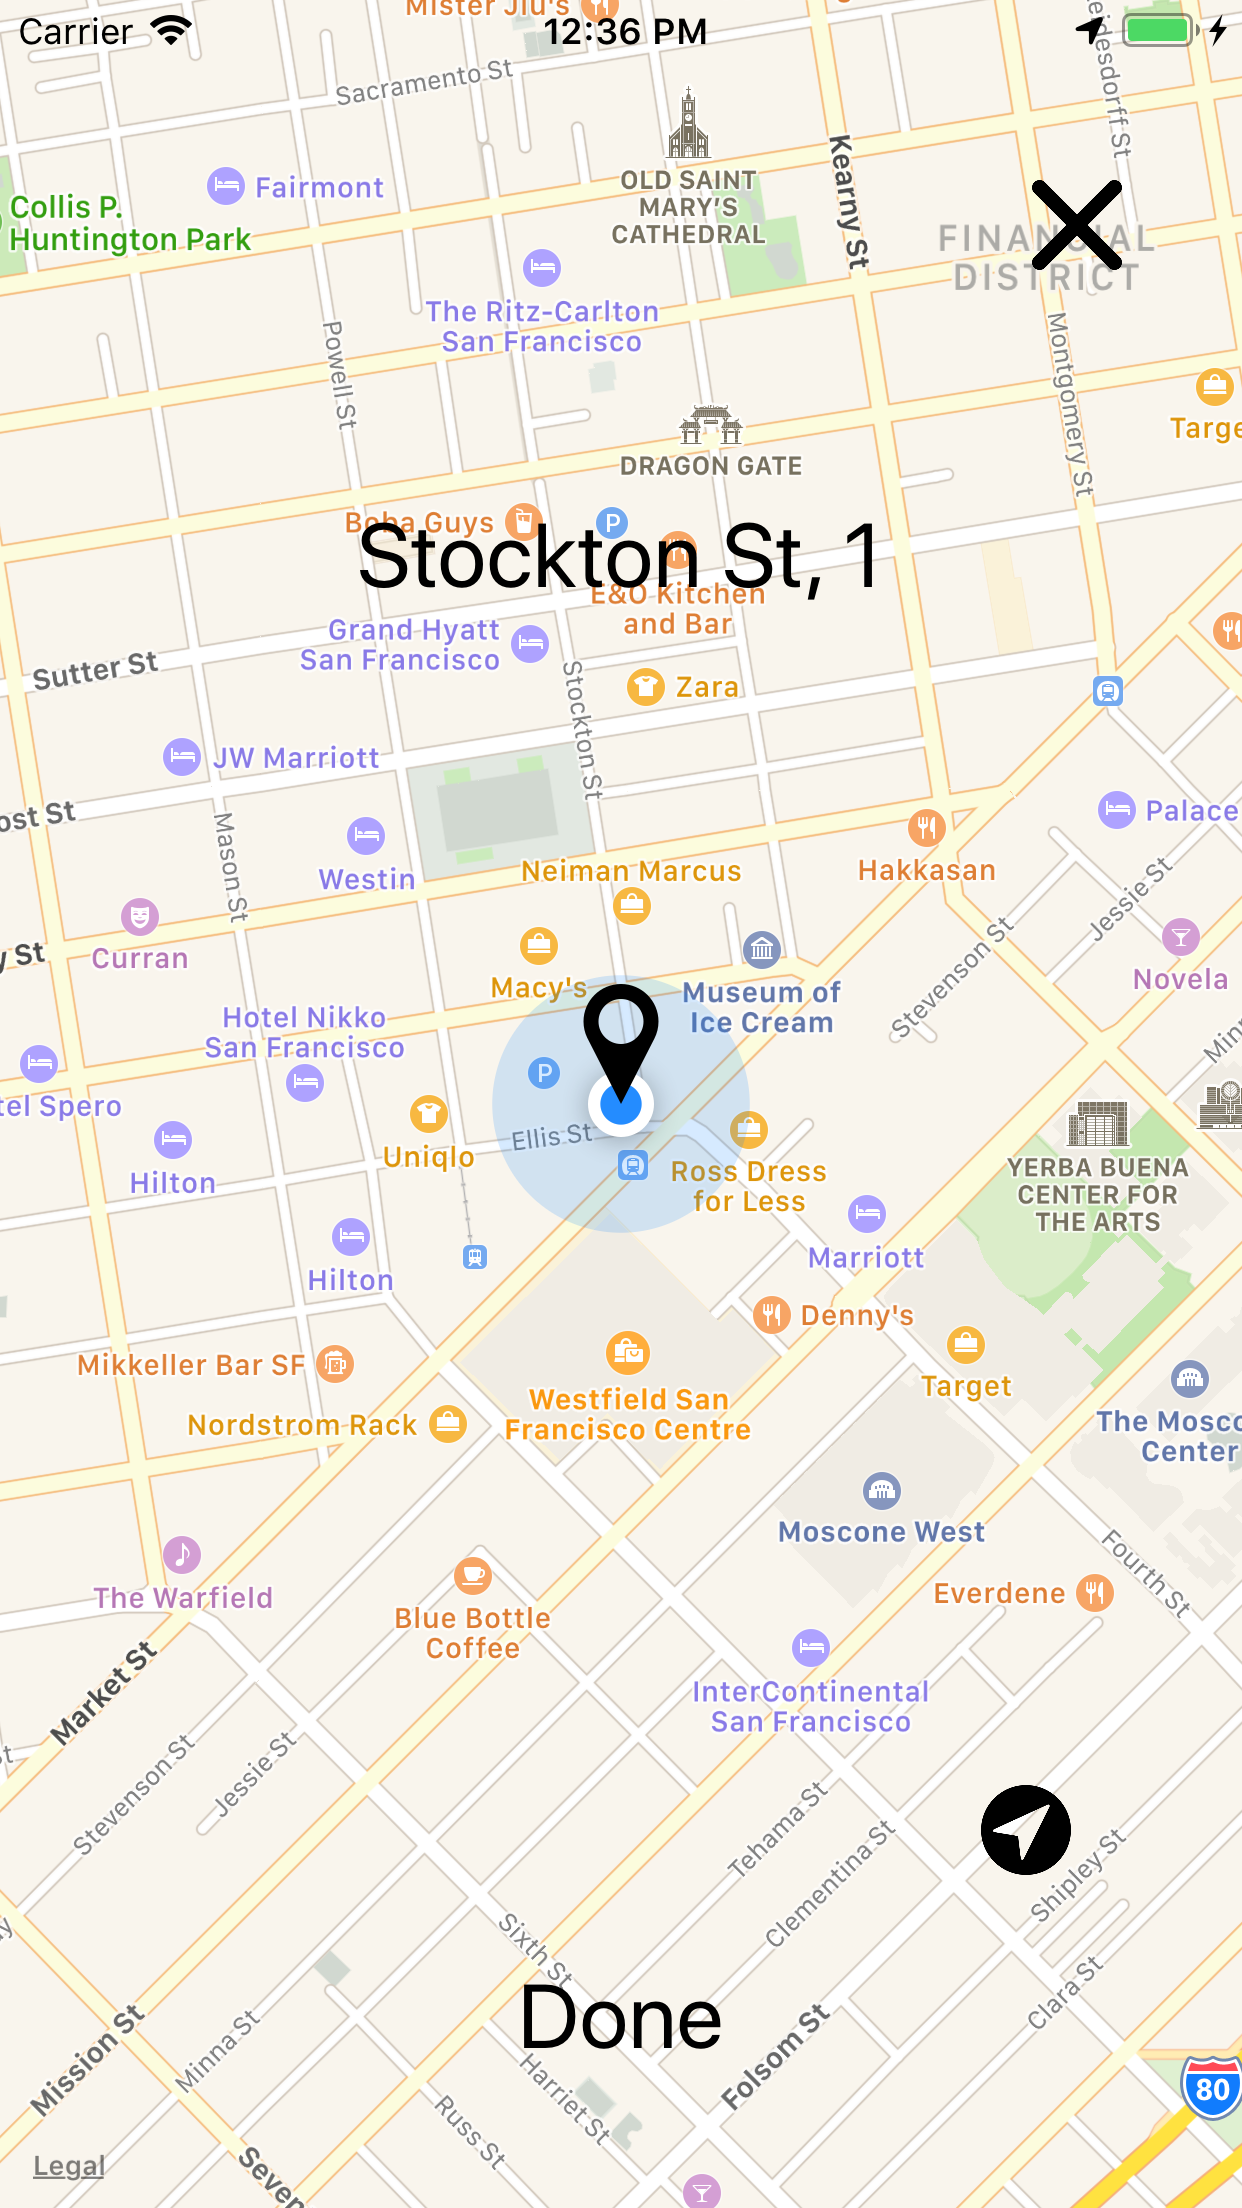 Mister Jiu's
Carrier
12:36 PM
Sacramento St
Kearny St
OLD SAINT
MARY'S
CATHEDRAL
Fairmont
Collis P.
Huntington Park
FINANCIAL
DISTRICT
The Ritz-Carlton
San Francisco
Powell St
Montgomery St
Targe
DRAGON GATE
Boba Guys
P
Stockton St, 1
E&O Kitchen
and Bar
Grand Hyatt
San Francisco
Sutter St
Stockton St
Zara
JW Marriott
ost St
Mason St
Palace
Westin
Neiman Marcus
Hakkasan
Jessie St
Curran
y St
Stevenson St
Macy's
Museum of
Ice Cream
Novela
Hotel Nikko
San Francisco
Minn
P
tel Spero
Uniqlo
Ellis St
Ross Dress
for Less
YERBA BUENA
CENTER FOR
THE ARTS
Hilton
Hilton
Marriott
Denny's
Mikkeller Bar SF
Target
Westfield San
Francisco Centre
Nordstrom Rack
The Mosco
Center
Moscone West
The Warfield
Blue Bottle
Coffee
Everdene
Fourth St
Market St
InterContinental
San Francisco
Stevenson St
Jessie St
Tehama St
Clementina St
Shipley St
Sixth St
Clara St
Done
Mission St
Minna St
Harriet St
Folsom St
80
Russ St
Legal
Seven